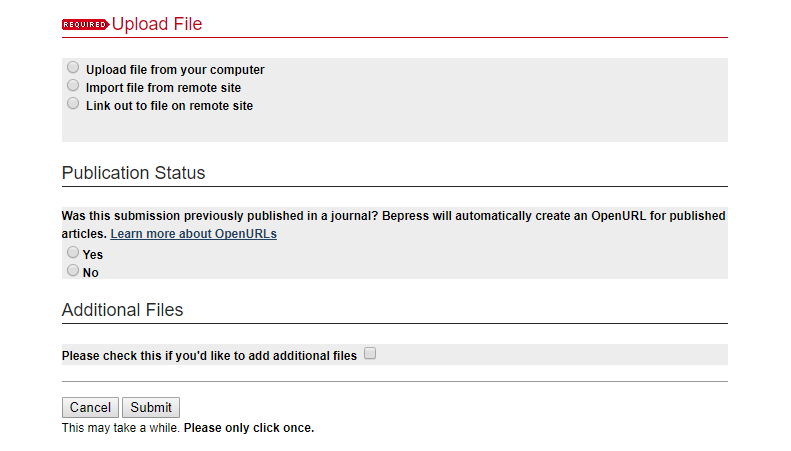 REQUIRED Upload File
Upload file from your computer
Import file from remote site
Link out to file on remote site
Publication Status
Was this submission previously published in a journal? Bepress will automatically create an OpenURL for published
articles. Learn more about OpenURLs
Yes
No
Additional Files
Please check this if you'd like to add additional files
Cancel Submit
This may take a while. Please only click once.